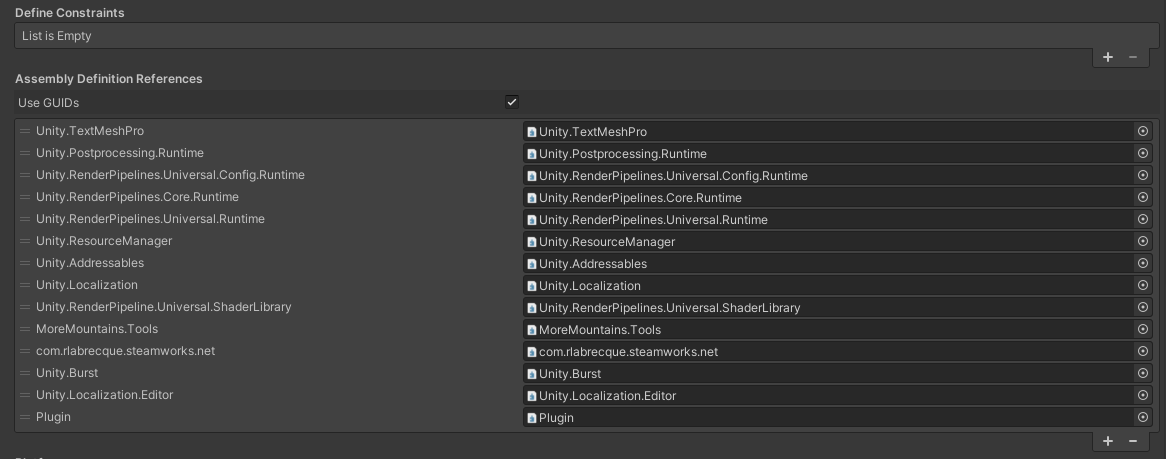 Define Constraints
List is Empty
Assembly Definition References
Use GUIDs
Unity.TextMeshPro Unity.TextMeshPro
Unity.Postprocessing.Runtime Unity.Postprocessing.Runtime
Unity.RenderPipelines.Universal.Config.Runtime Unity.RenderPipelines.Universal.Config.Runtime
Unity.RenderPipelines.Core.Runtime Unity.RenderPipelines.Core.Runtime
Unity.RenderPipelines.Universal.Runtime Unity.RenderPipelines.Universal.Runtime
Unity.ResourceManager Unity.ResourceManager
Unity.Addressables Unity.Addressables
Unity.Localization Unity.Localization
Unity.RenderPipeline.Universal.ShaderLibrary Unity.RenderPipelines.Universal.ShaderLibrary
MoreMountains.Tools MoreMountains.Tools
com.rlabrecque.steamworks.net com.rlabrecque.steamworks.net
Unity.Burst Unity.Burst
Unity.Localization.Editor Unity.Localization.Editor
Plugin Plugin